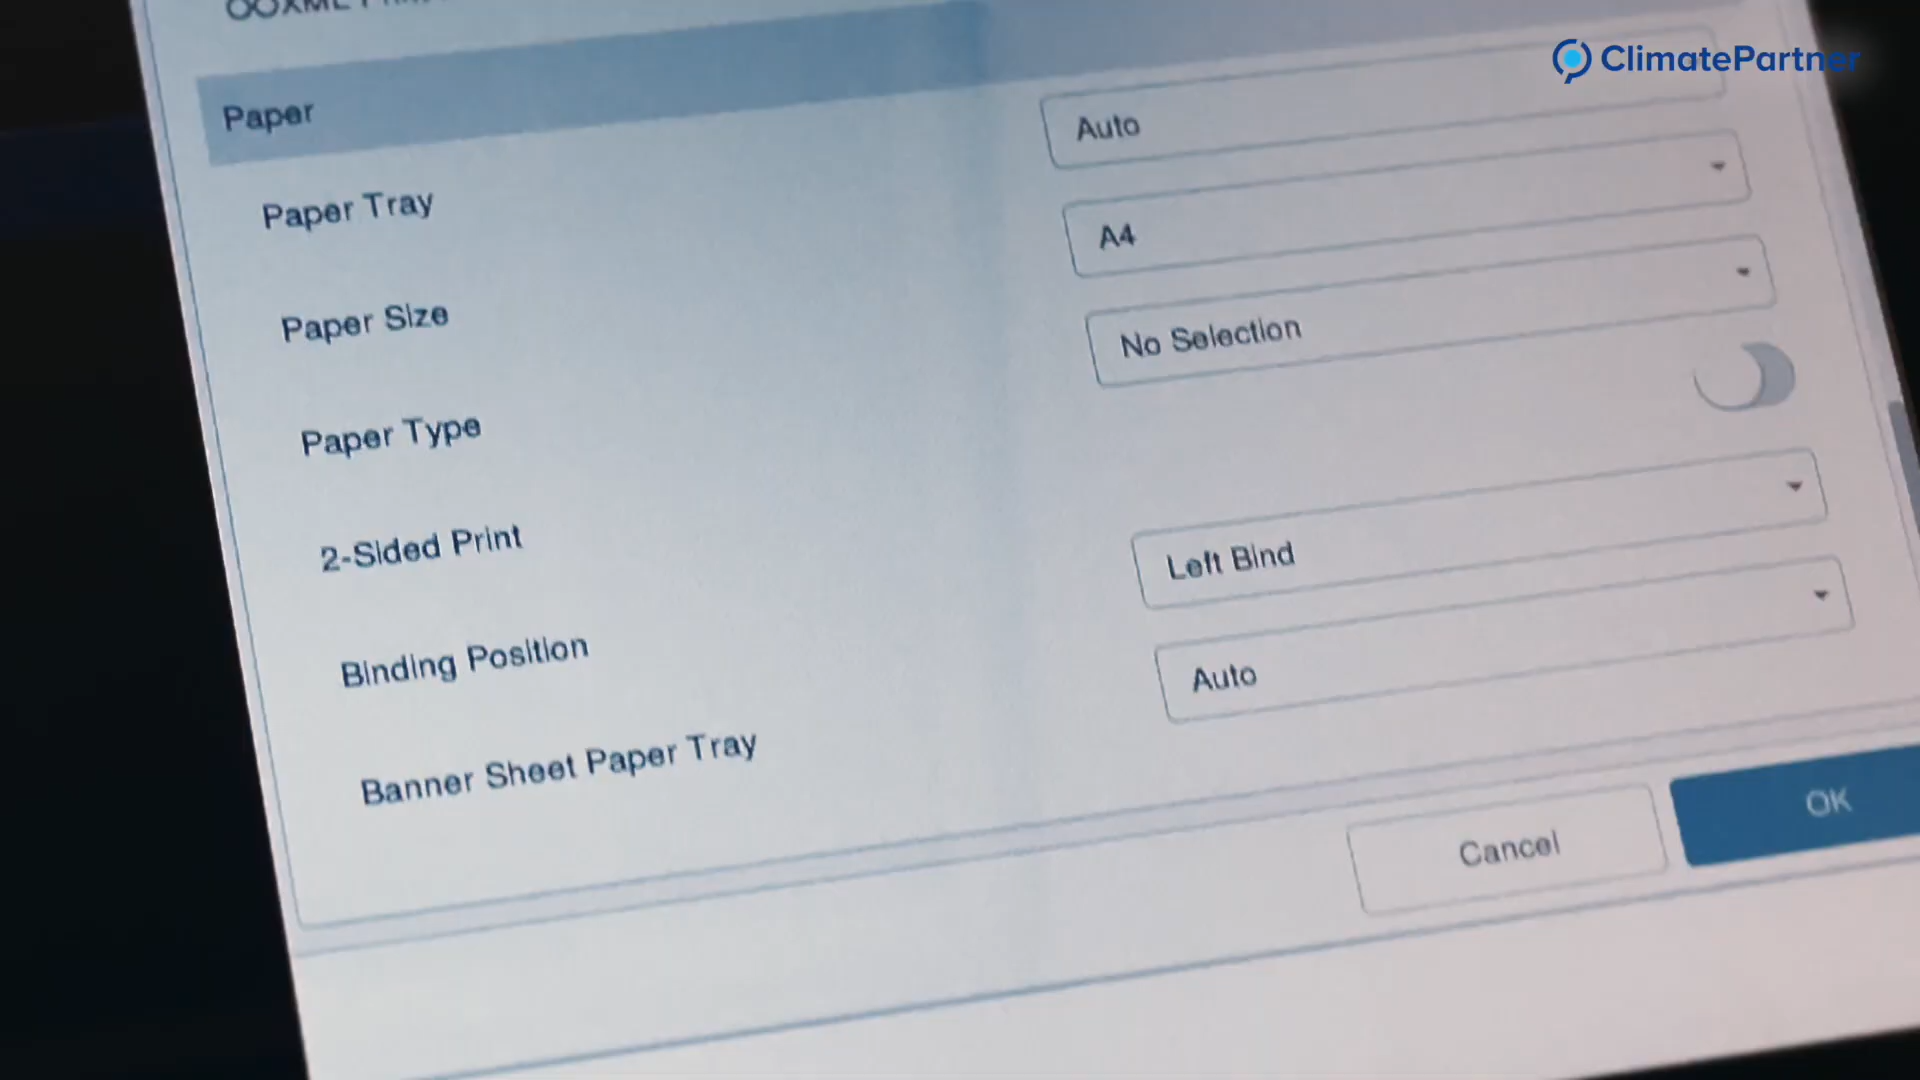 ClimatePartner
Paper
Paper Tray
Auto
Paper Size
A4
Paper Type
No Selection
2-Sided Print
Binding Position
Left Bind
Banner Sheet Paper Tray
Auto
Cancel
OK